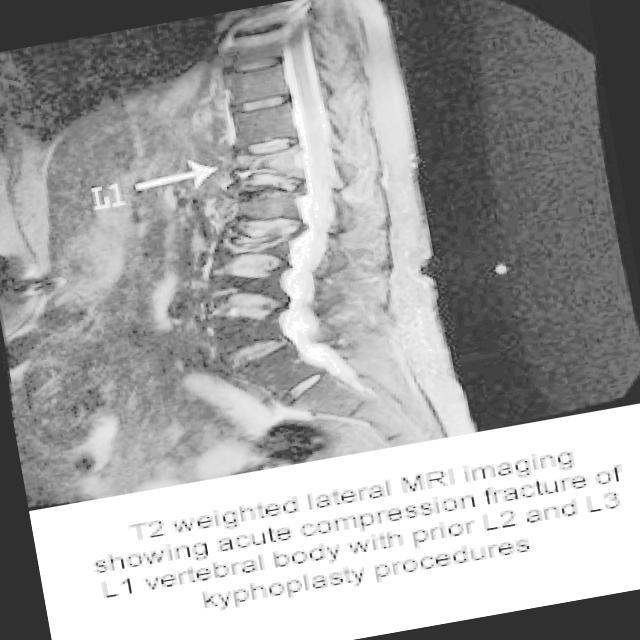 L1
T2 weighted lateral MRI imaging
showing acute compression fracture of
L1 vertebral body with prior L2 and L3
kyphoplasty procedures